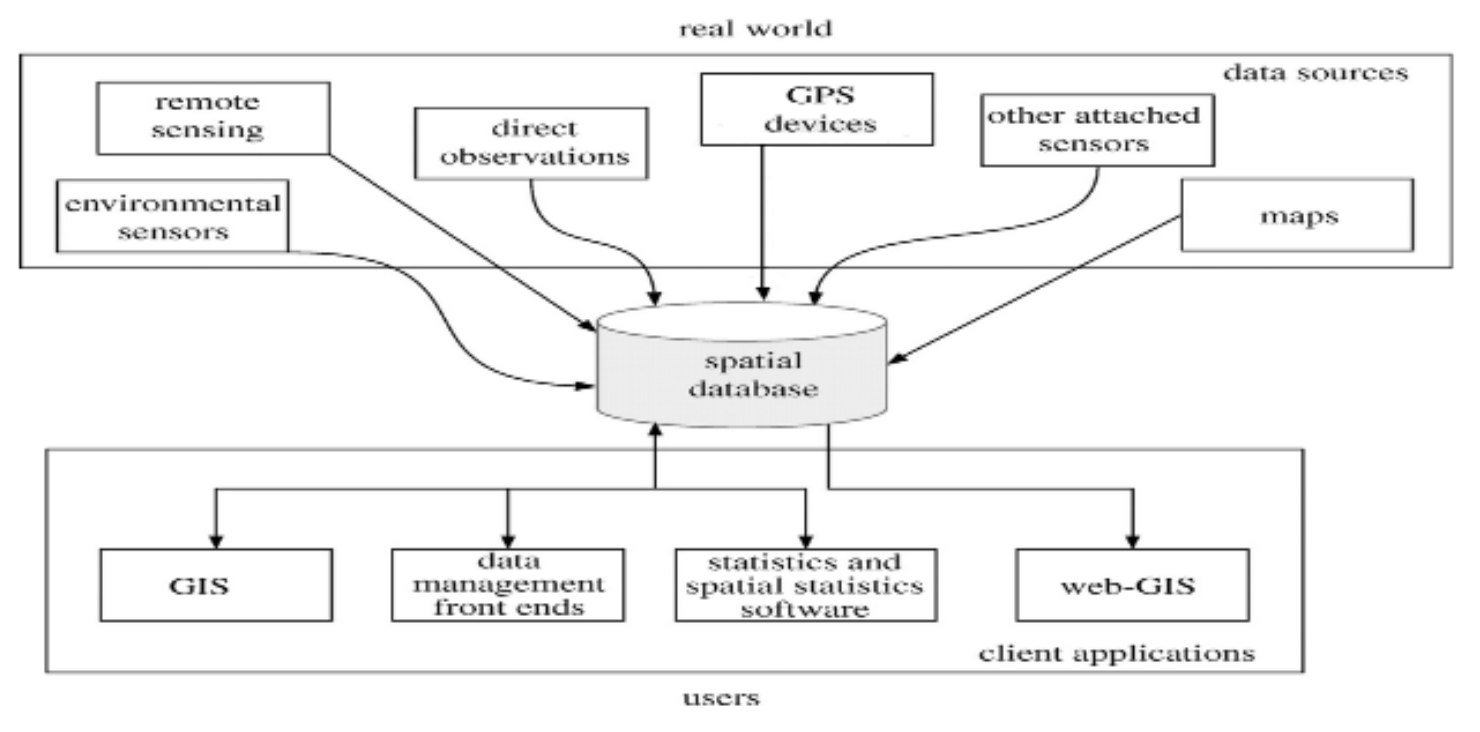 real world
data sources
remote
sensing
direct
observations
GPS
devices
other attached
sensors
environmental
sensors
maps
spatial
database
GIS
data
management
front ends
statistics and
spatial statistics
software
web-GIS
client applications
users